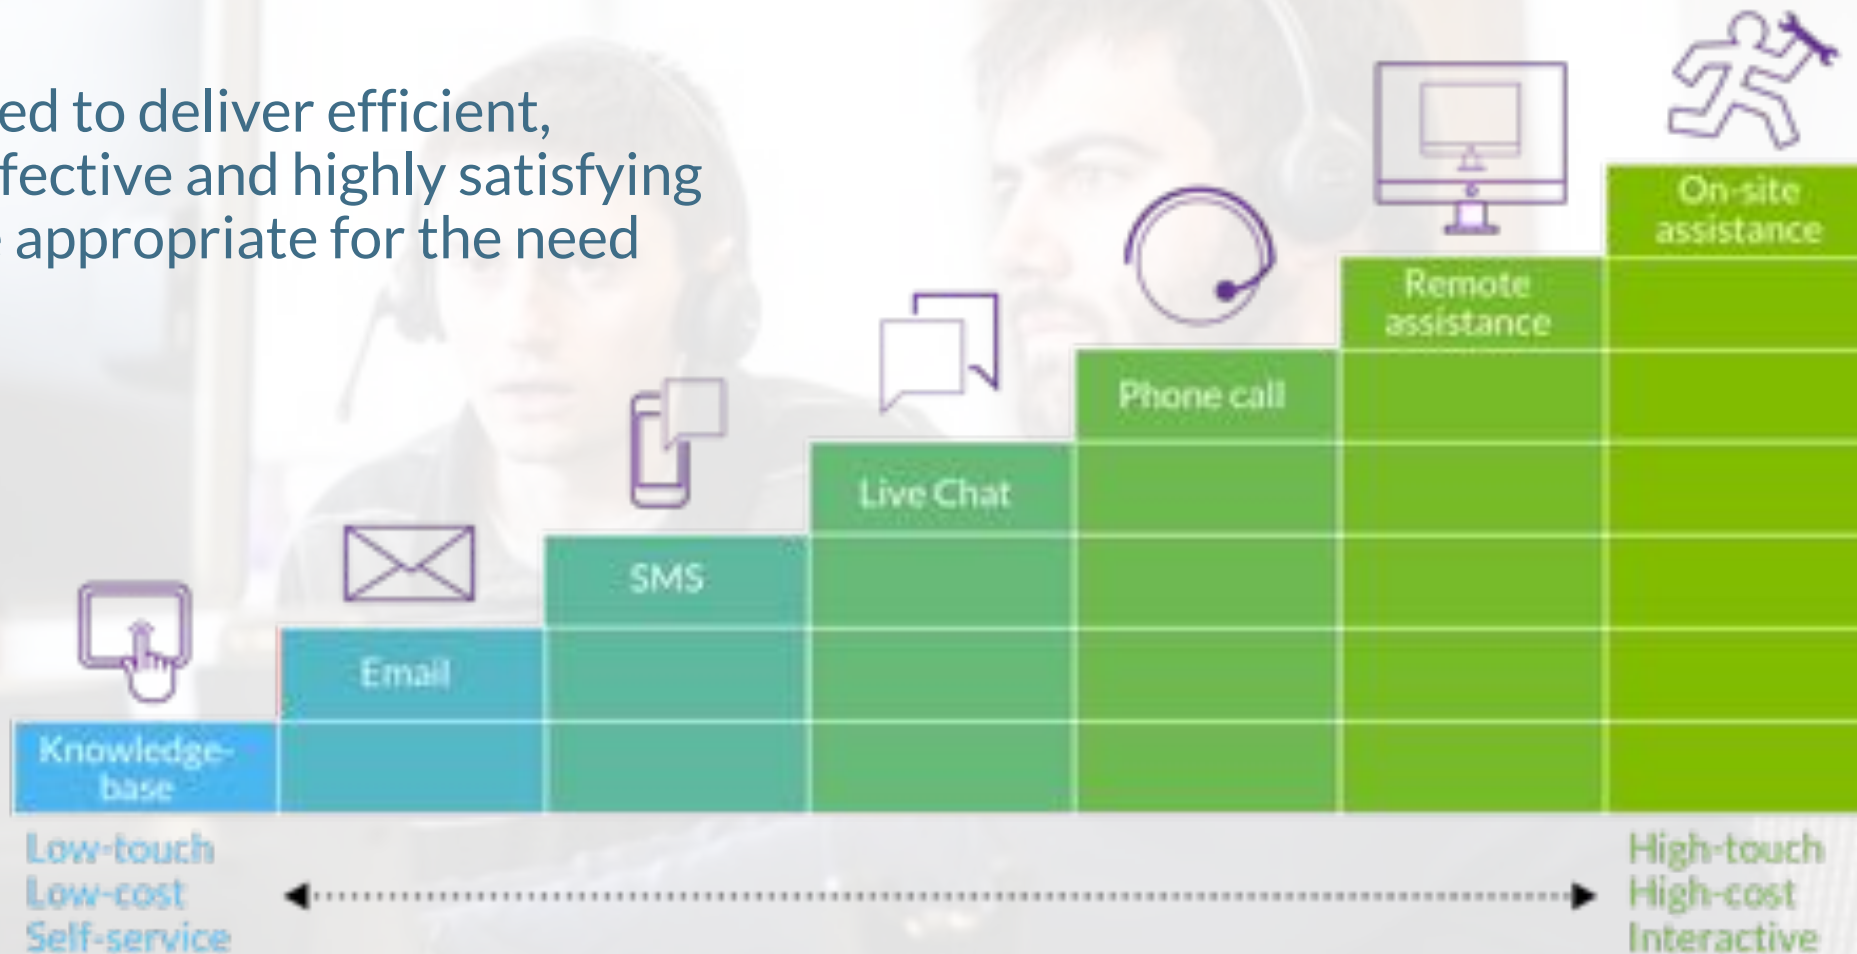 ed to deliver efficient,
fective and highly satisfying
appropriate for the need
On-site
assistance
Remote
assistance
Phone call
Live Chat
SMS
Email
Knowledge-
base
Low-touch
Low-cost
Self-service
High-touch
High-cost
Interactive